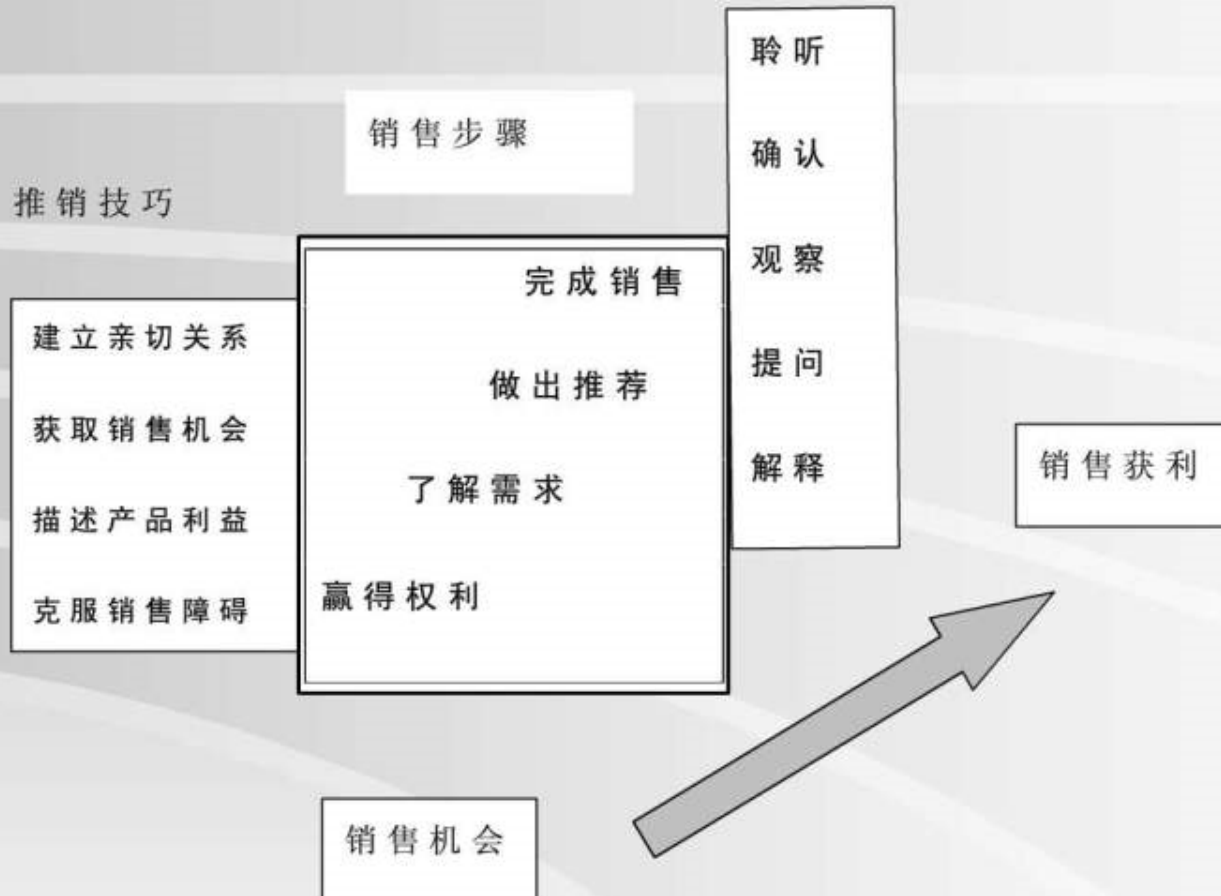 销售步骤
推销技巧
建立亲切关系
获取销售机会
描述产品利益
克服销售障碍
完成销售
做出推荐
了解需求
赢得权利
聆听
确认
观察
提问
解释
销售获利
销售机会